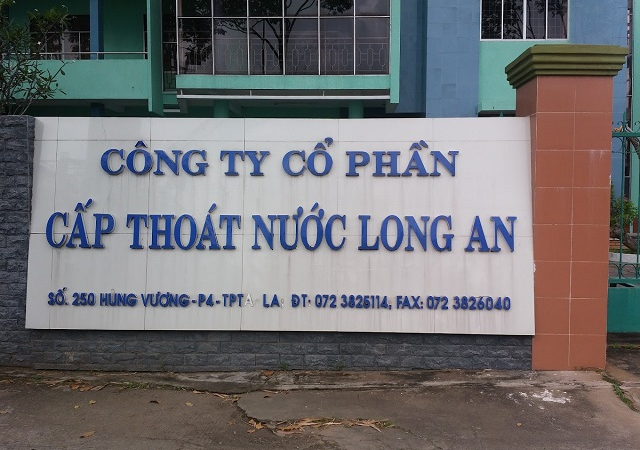 CÔNG TY CỔ PHẦN
CẤP THOÁT NƯỚC LONG AN
SỐ. 250 HÙNG VƯƠNG-P4-TPTA LA, ĐT: 072 3825114; FAX: 072 3826040